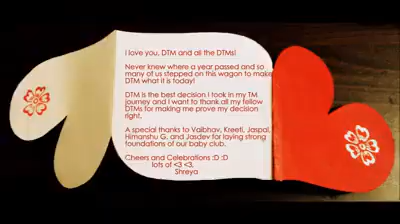 I love you, DTM and all the DTMs!
Never knew where a year passed and so
many of us stepped on this wagon to make
DTM what it is today!
DTM is the best decision I took in my TM
journey and I want to thank all my fellow
DTMs for making me prove my decision
right.
A special thanks to Vaibhav, Kreeti, Jaspal,
Himanshu G. and Jasdev for laying strong
foundations of our baby club.
Cheers and Celebrations :D :D
lots of <3 <3,
Shreya